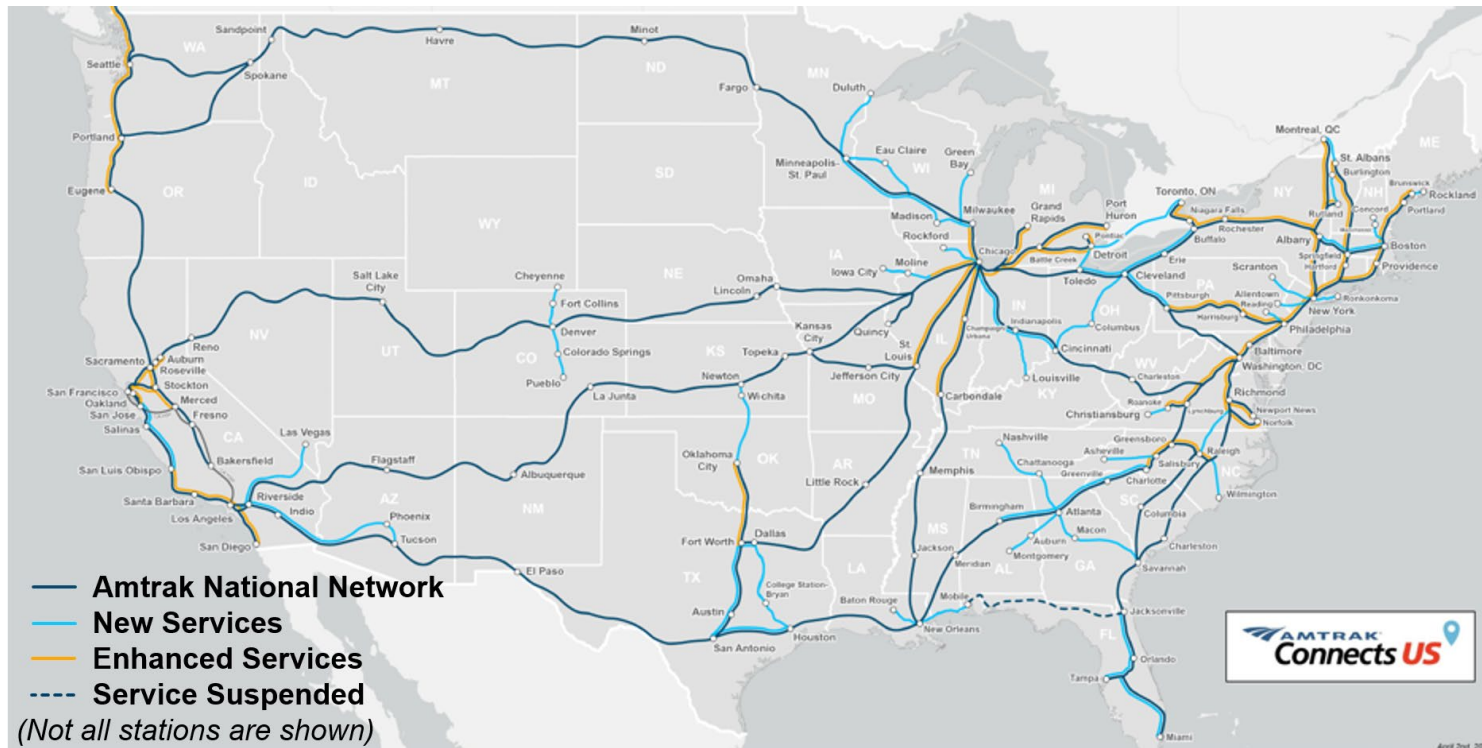 Sandpoint
WA
Seattle
Spokane
Havre
Minot
MT
ND
Fargo
MN
Duluth
Portland
Eugene
OR
ID
WY
SD
Minneapolis-
St. Paul
Eau Claire
Green
Bay
WI
MI
Milwaukee
Grand
Rapids
Port
Huron
Pontiac
Madison
Rockford
Chicago
Battle Creek
Detroit
Moline
Iowa City
IA
Toledo
Montreal, QC
ME
St. Albans
Burlington
NY
NH
Brunswick
Rockland
Toronto, ON
Niagara Falls
Rutland
Concord
Portland
Rochester
Buffalo
Albany
Boston
Springfield
Hartford
Providence
Erie
Cleveland
Scranton
PA
Pittsburgh
Allentown
Reading
Ronkonkoma
New York
Harrisburg
Philadelphia
Salt Lake
City
Cheyenne
Fort Collins
NE
Omaha
Lincoln
Denver
NV
UT
CO
Colorado Springs
Pueblo
Reno
Sacramento
Auburn
Roseville
Stockton
San Francisco
Oakland
Merced
San Jose
Fresno
Salinas
CA
Las Vegas
Bakersfield
San Luis Obispo
Santa Barbara
Los Angeles
Riverside
Indio
San Diego
Flagstaff
AZ
Phoenix
Tucson
Albuquerque
NM
El Paso
La Junta
KS
Topeka
Kansas
City
Newton
Wichita
Quincy
St.
Louis
IL
Jefferson City
MO
IN
Indianapolis
Champaign-
Urbana
OH
Columbus
Cincinnati
Louisville
KY
Carbondale
WV
Charleston
Baltimore
Washington, DC
Richmond
Roanoke
Lynchburg
Christiansburg
Newport News
Norfolk
Oklahoma
City
OK
AR
Little Rock
Memphis
Nashville
TN
Chattanooga
Greensboro
Asheville
Greenville
Salisbury
Raleigh
Charlotte
NC
Wilmington
SC
Columbia
Charleston
Birmingham
Atlanta
Macon
Auburn
Montgomery
AL
GA
Savannah
MS
Jackson
Meridian
Fort Worth
Dallas
TX
LA
College Station-
Bryan
Austin
San Antonio
Houston
Baton Rouge
Mobile
New Orleans
Jacksonville
FL
Orlando
Tampa
Miami
Amtrak National Network
New Services
Enhanced Services
Service Suspended
(Not all stations are shown)
AMTRAK
Connects US